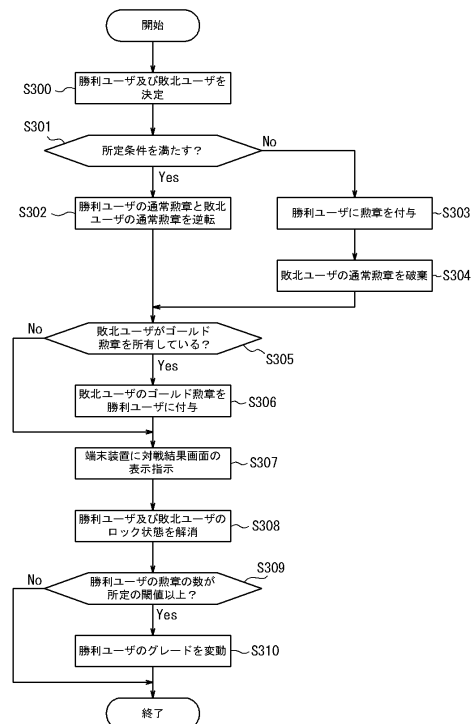 開始
S300
勝利ユーザ及び敗北ユーザを
決定
S301
所定条件を満たす?
No
Yes
S302
勝利ユーザの通常勲章と敗北
ユーザの通常勲章を逆転
勝利ユーザに勲章を付与
S303
敗北ユーザの通常勲章を破棄
S304
No
敗北ユーザがゴールド
勲章を所有している?
S305
Yes
敗北ユーザのゴールド勲章を
勝利ユーザに付与
S306
端末装置に対戦結果画面の
表示指示
S307
勝利ユーザ及び敗北ユーザの
ロック状態を解消
S308
No
勝利ユーザの勲章の数が
所定の閾値以上?
S309
Yes
勝利ユーザのグレードを変動
S310
終了